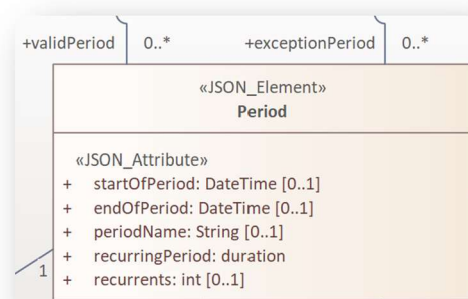 +validPeriod 0..* +exceptionPeriod 0..*
«JSON_Element»
Period
«JSON_Attribute»
+ startOfPeriod: DateTime [0..1]
+ endOfPeriod: DateTime [0..1]
+ periodName: String [0..1]
+ recurringPeriod: duration
1
+ recurrents: int [0..1]